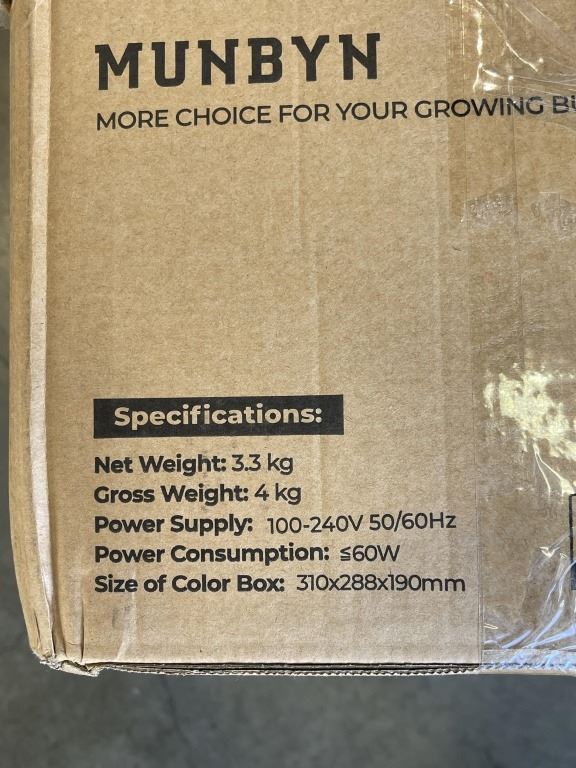 MUNBYN
MORE CHOICE FOR YOUR GROWING
Specifications:
Net Weight: 3.3 kg
Gross Weight: 4 kg
Power Supply: 100-240V 50/60Hz
Power Consumption: ≤60W
Size of Color Box: 310x288x190mm